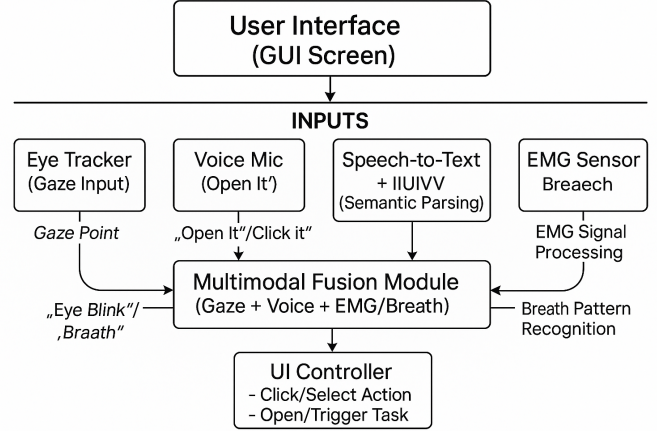 User Interface
(GUI Screen)
INPUTS
Eye Tracker
(Gaze Input)
Voice Mic
(Open It’)
Speech-to-Text
+ IIUIVV
(Semantic Parsing)
EMG Sensor
Breaech
Gaze Point
„Open It“/Click it“
EMG Signal
Processing
Multimodal Fusion Module
(Gaze + Voice + EMG/Breath)
„Eye Blink“/
‚Braath“
Breath Pattern
Recognition
UI Controller
- Click/Select Action
- Open/Trigger Task